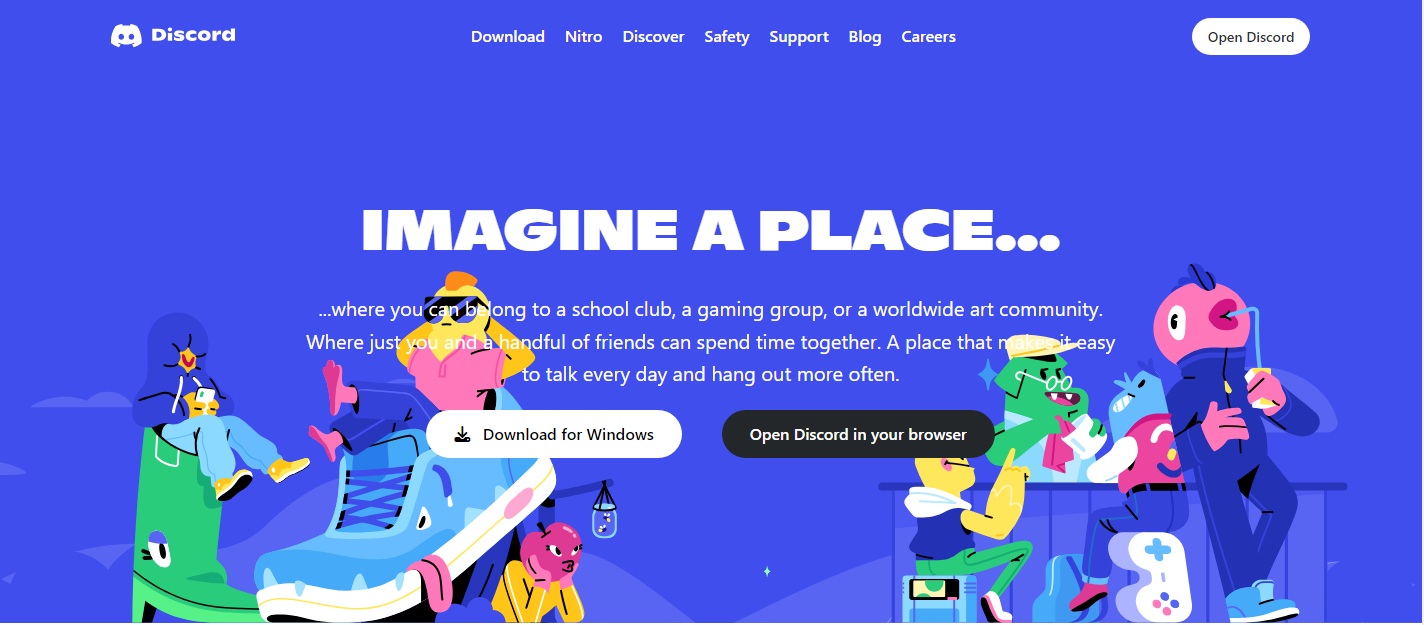 Discord
Download Nitro Discover Safety Support Blog Careers
Open Discord
IMAGINE A PLACE...
...where you can belong to a school club, a gaming group, or a worldwide art community.
Where just you and a handful of friends can spend time together. A place that makes it easy
to talk every day and hang out more often.
Download for Windows
Open Discord in your browser